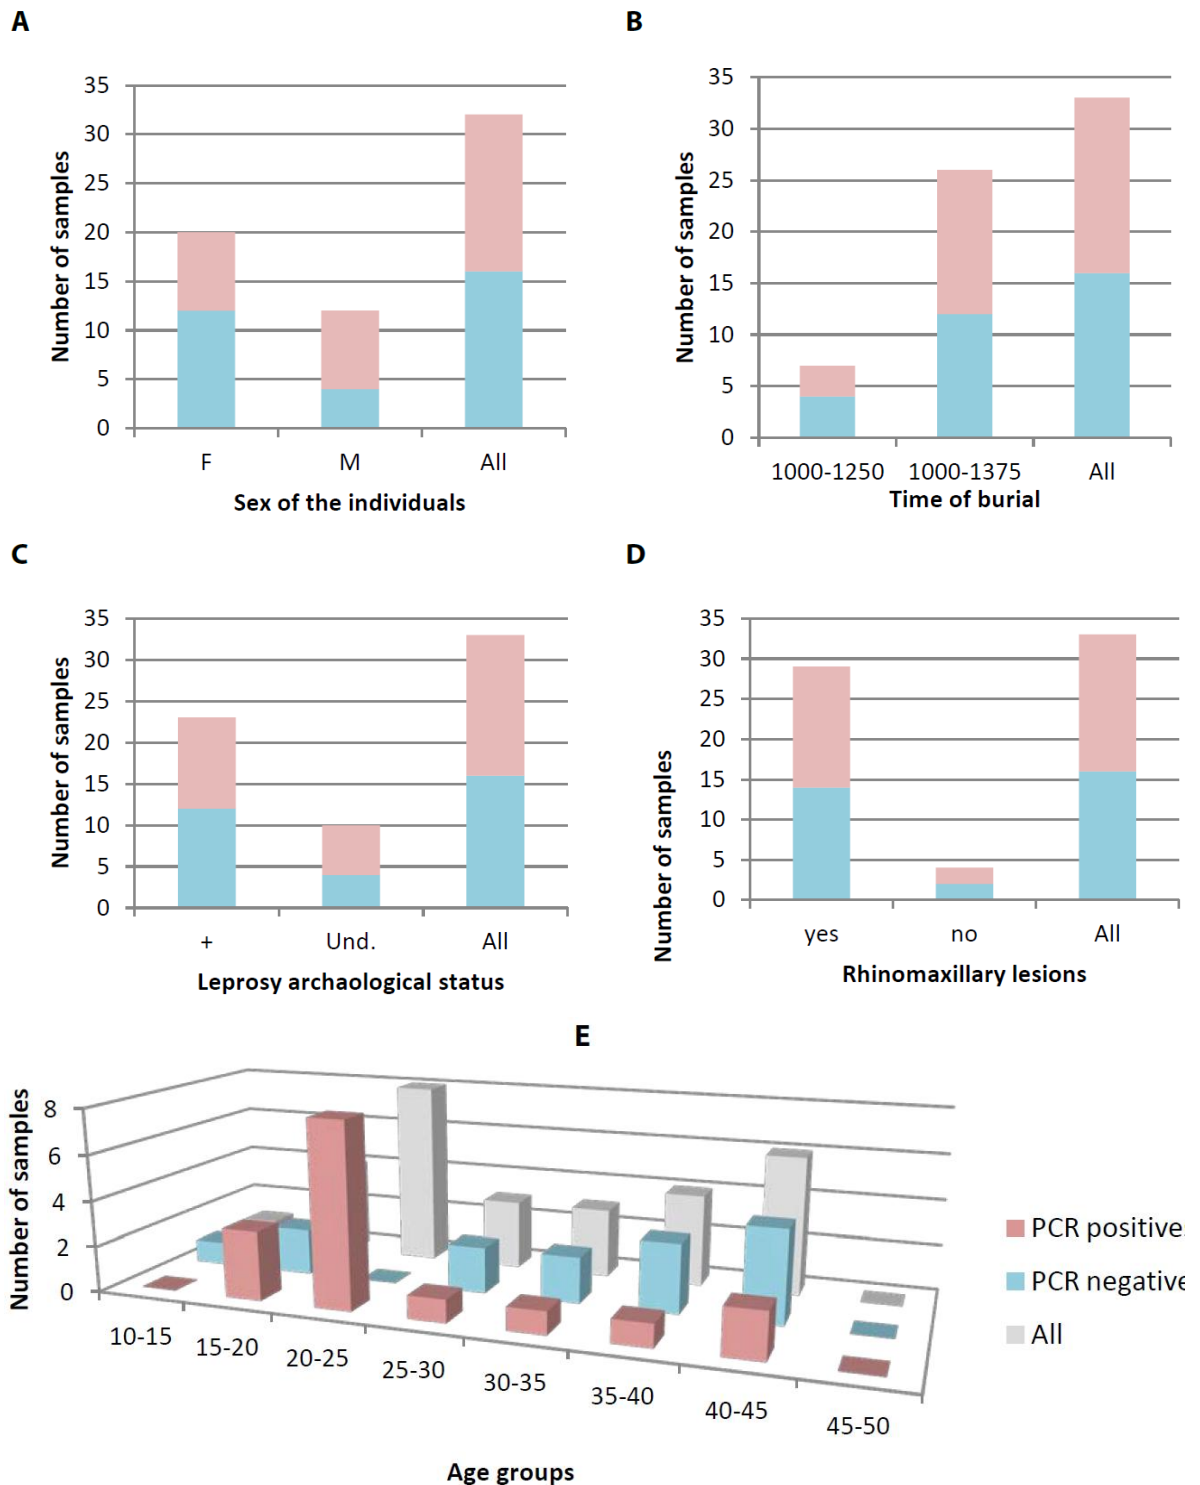 A
35
30
25
20
15
10
5
0
Number of samples
F M All
Sex of the individuals
B
35
30
25
20
15
10
5
0
Number of samples
1000-1250 1000-1375 All
Time of burial
C
35
30
25
20
15
10
5
0
Number of samples
+ Und. All
Leprosy archaological status
D
35
30
25
20
15
10
5
0
Number of samples
yes no All
Rhinomaxillary lesions
E
8
6
4
2
0
Number of samples
10-15 15-20 20-25 25-30 30-35 35-40 40-45 45-50
Age groups
PCR positive
PCR negative
All